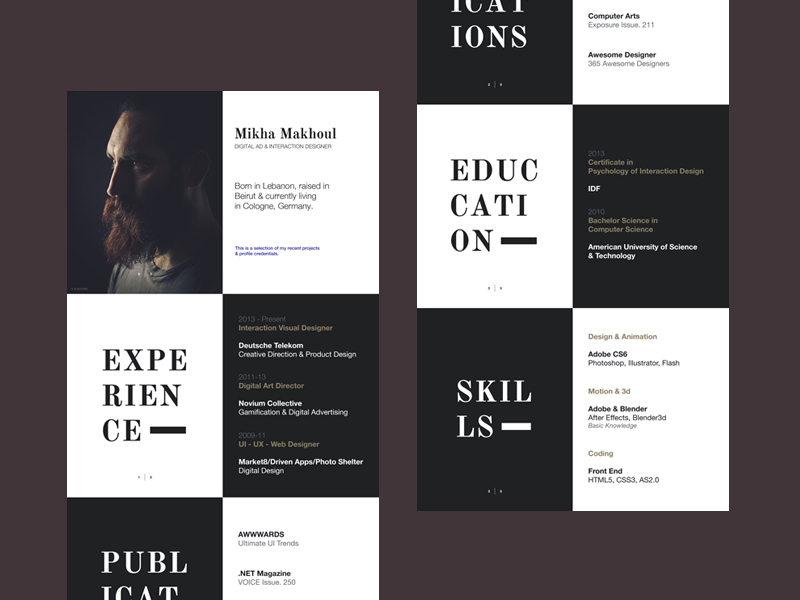 Mikha Makhoul
DIGITAL AD & INTERACTION DESIGNER
Born in Lebanon, raised in
Beirut & currently living
in Cologne, Germany.
This is a selection of my recent projects
& profile credentials.
EXPE
RIEN
CE
1 | 5
2013 - Present
Interaction Visual Designer
Deutsche Telekom
Creative Direction & Product Design
2011-13
Digital Art Director
Novium Collective
Gamification & Digital Advertising
2009-11
UI - UX - Web Designer
Market8/Driven Apps/Photo Shelter
Digital Design
PUBL
ICAT
AWWWARDS
Ultimate UI Trends
.NET Magazine
VOICE Issue. 250
ICAT
IONS
Computer Arts
Exposure Issue. 211
Awesome Designer
365 Awesome Designers
EDUC
CATI
ON
2013
Certificate in
Psychology of Interaction Design
IDF
2010
Bachelor Science in
Computer Science
American University of Science
& Technology
SKIL
LS
Design & Animation
Adobe CS6
Photoshop, Illustrator, Flash
Motion & 3d
Adobe & Blender
After Effects, Blender3d
Basic Knowledge
Coding
Front End
HTML5, CSS3, AS2.0